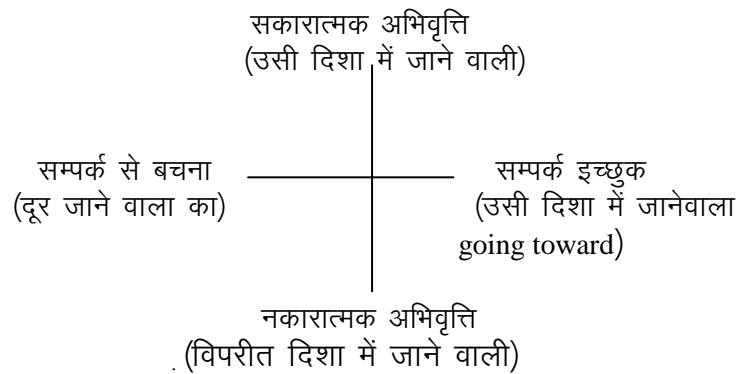 सकारात्मक अभिवृत्ति
(उसी दिशा में जाने वाली)
सम्पर्क से बचना
(दूर जाने वाला का)
सम्पर्क इच्छुक
(उसी दिशा में जानेवाला
going toward)
नकारात्मक अभिवृत्ति
.(विपरीत दिशा में जाने वाली)